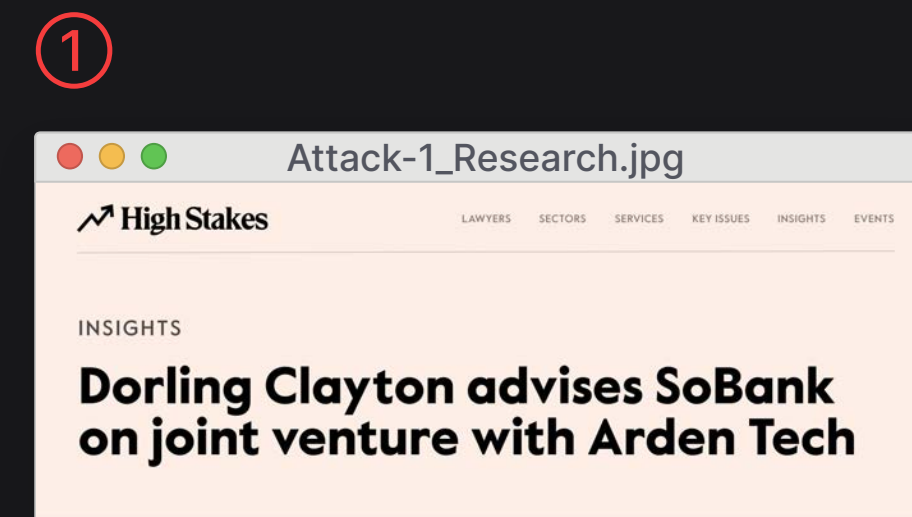 ①
Attack-1_Research.jpg
High Stakes
LAWYERS SECTORS SERVICES KEY ISSUES INSIGHTS EVENTS
INSIGHTS
Dorling Clayton advises SoBank
on joint venture with Arden Tech